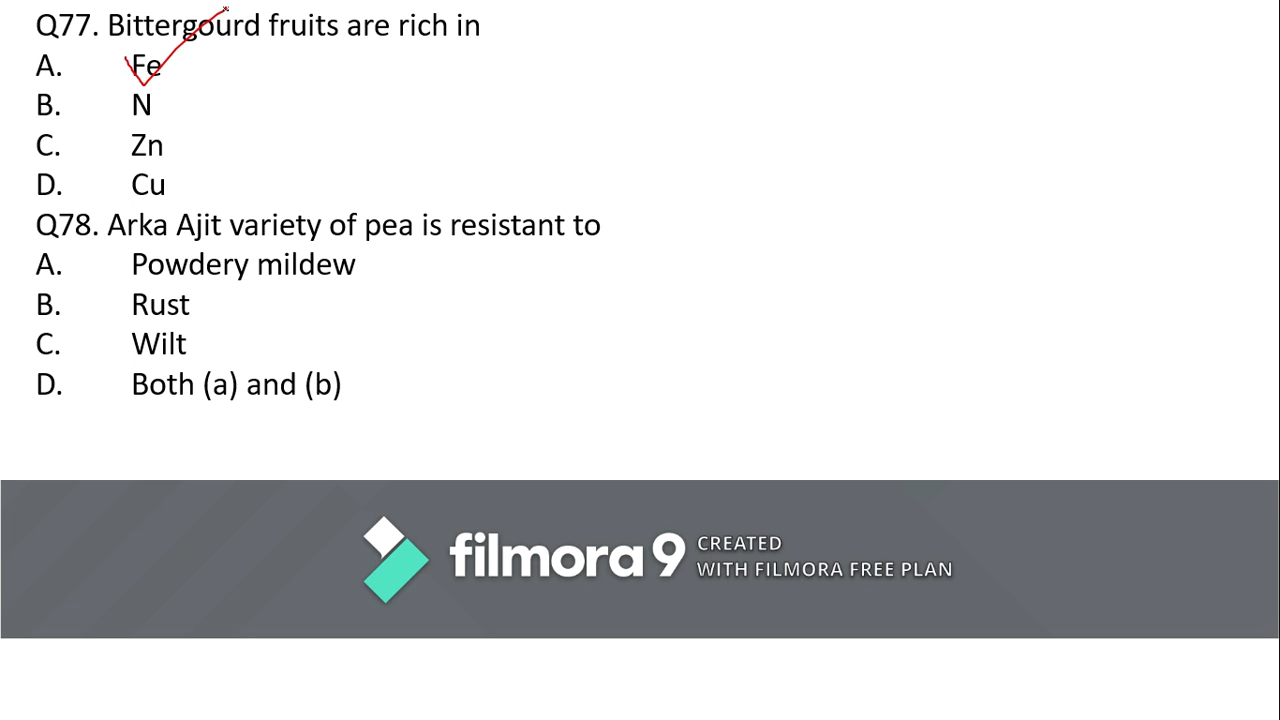 Q77. Bittergourd fruits are rich in
A. Fe
B. N
C. Zn
D. Cu
Q78. Arka Ajit variety of pea is resistant to
A. Powdery mildew
B. Rust
C. Wilt
D. Both (a) and (b)
filmora 9 CREATED
WITH FILMORA FREE PLAN